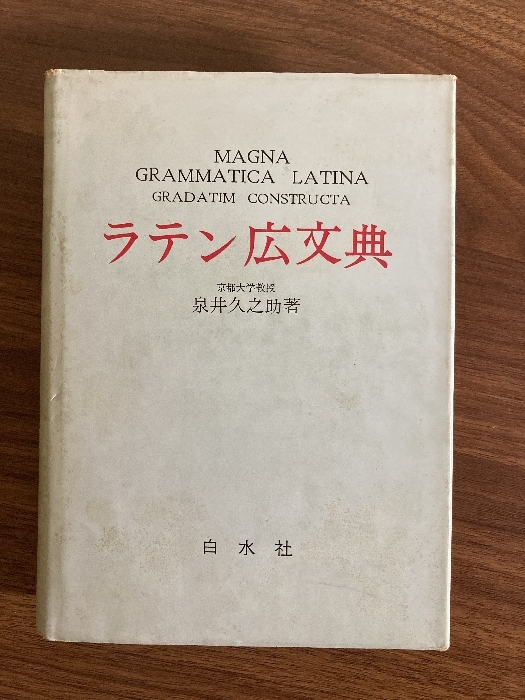 MAGNA
GRAMMATICA LATINA
GRADATIM CONSTRUCTA
ラテン広文典
京都大学教授
泉井久之助著
白水社